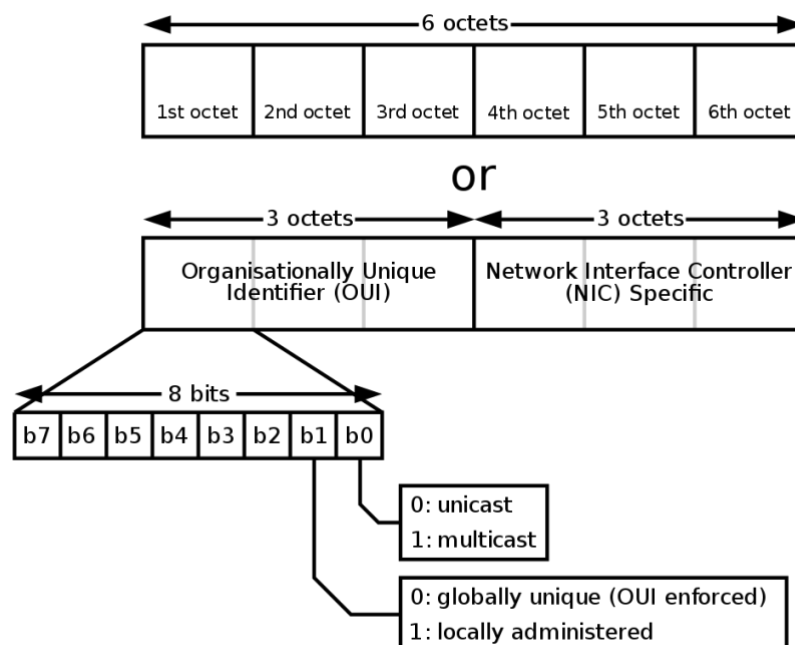 6 octets
1st octet 2nd octet 3rd octet 4th octet 5th octet 6th octet
or
3 octets 3 octets
Organisationally Unique
Identifier (OUI)
Network Interface Controller
(NIC) Specific
8 bits
b7 b6 b5 b4 b3 b2 b1 b0
0: unicast
1: multicast
0: globally unique (OUI enforced)
1: locally administered